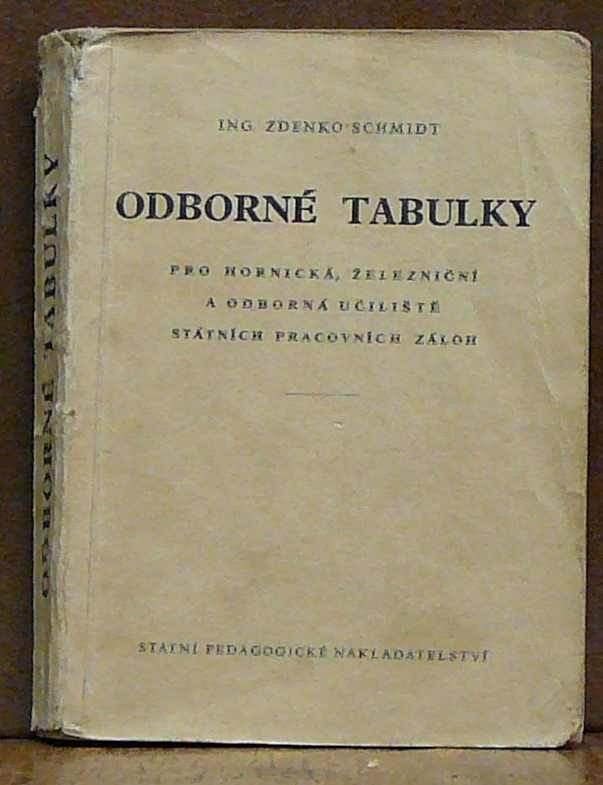 ING. ZDENKO SCHMIDT
ODBORNÉ TABULKY
PRO HORNICKÁ, ŽELEZNIČNÍ
A ODBORNÁ UČILIŠTĚ
STÁTNÍCH PRACOVNÍCH ZÁLOH
STÁTNÍ PEDAGOGICKÉ NAKLADATELSTVÍ
ODBORNÉ TABULKY